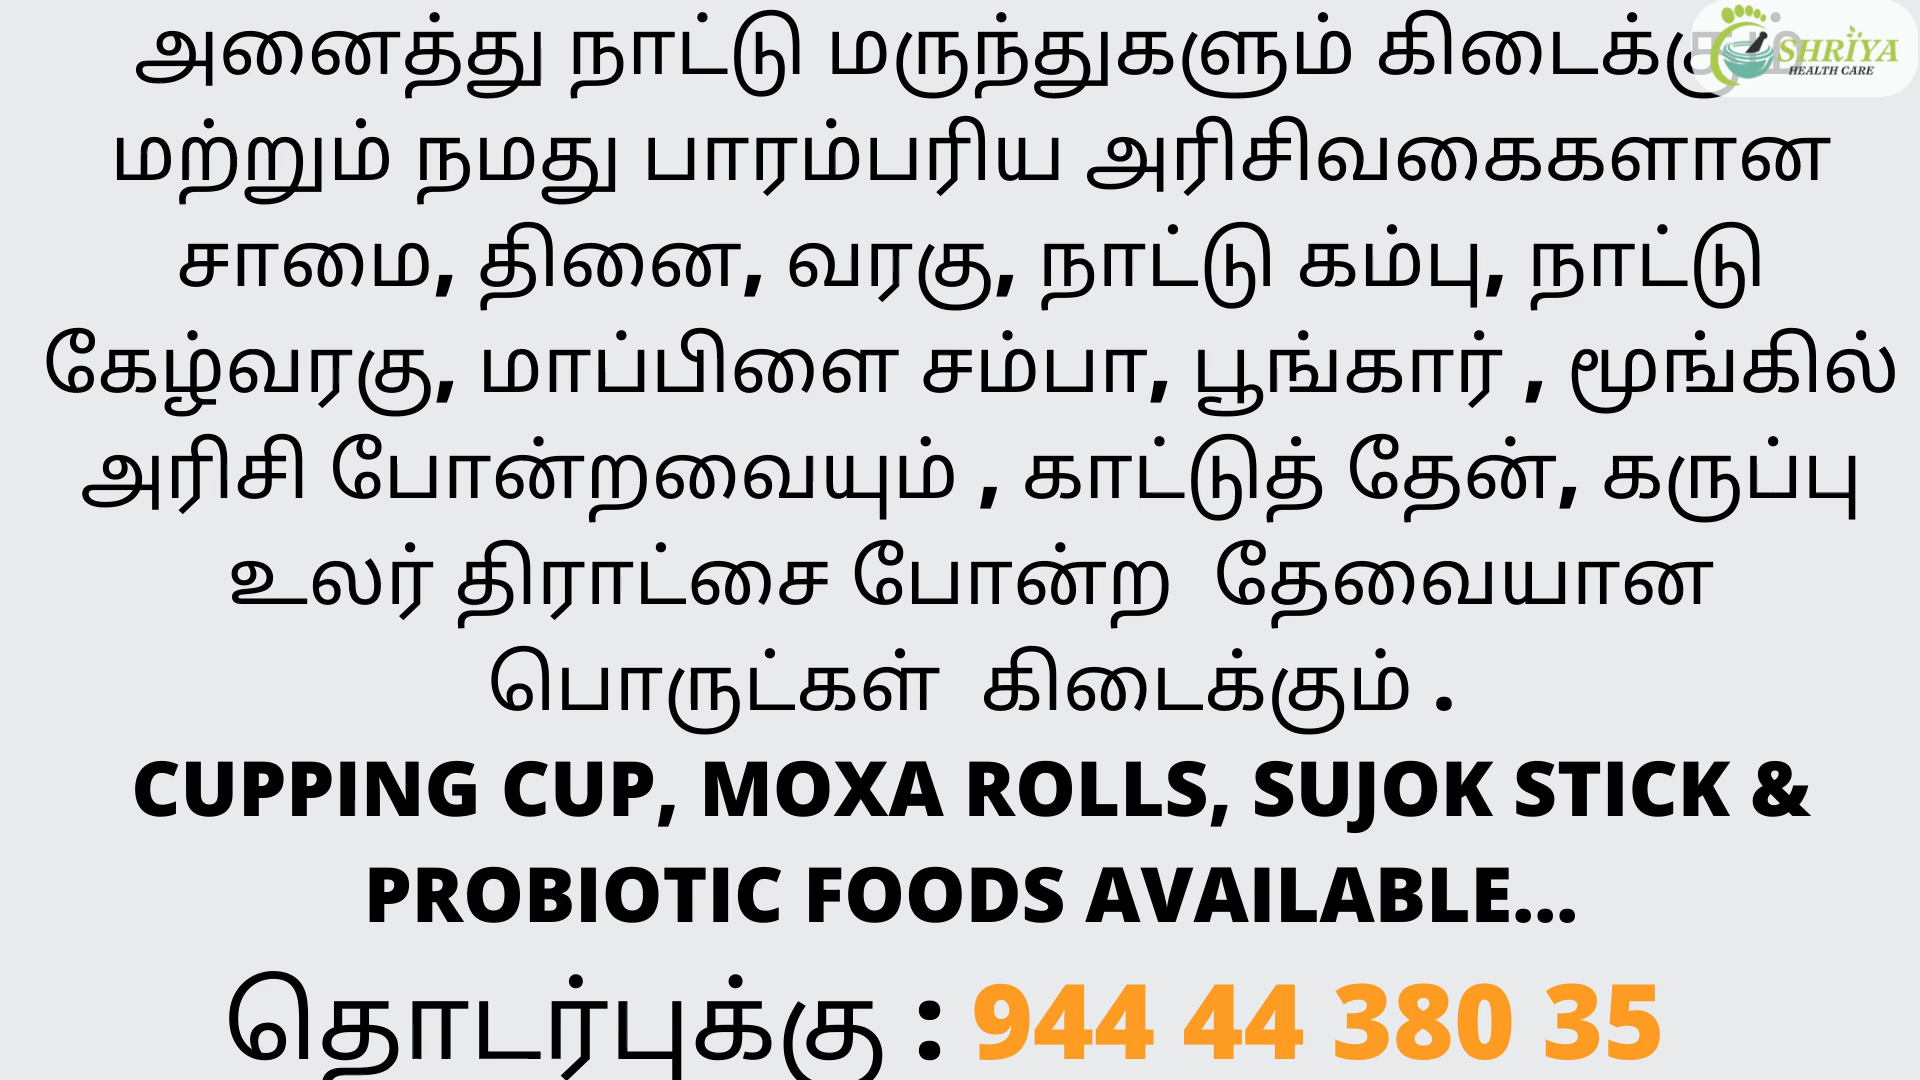 அனைத்து நாட்டு மருந்துகளும் கிடைக்கும்
மற்றும் நமது பாரம்பரிய அரிசிவகைகளான
சாமை, தினை, வரகு, நாட்டு கம்பு, நாட்டு
கேழ்வரகு, மாப்பிளை சம்பா, பூங்கார் , மூங்கில்
அரிசி போன்றவையும் , காட்டுத் தேன், கருப்பு
உலர் திராட்சை போன்ற தேவையான
பொருட்கள் கிடைக்கும் .
CUPPING CUP, MOXA ROLLS, SUJOK STICK &
PROBIOTIC FOODS AVAILABLE...
தொடர்புக்கு : 944 44 380 35
SHRIYA
HEALTH CARE